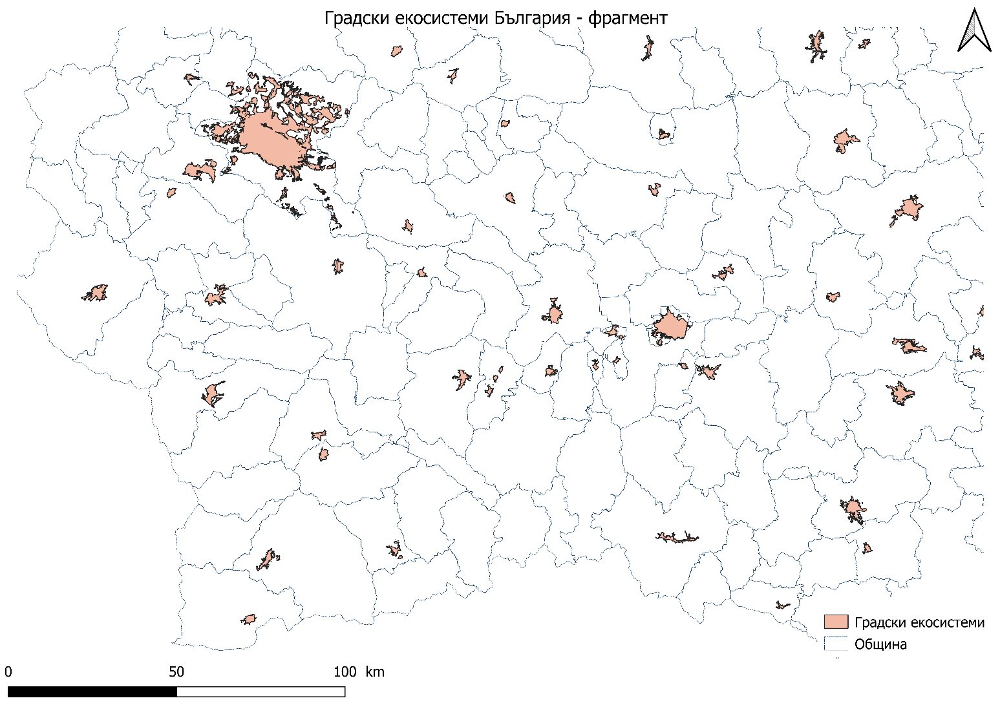 Градски екосистеми България - фрагмент
Градски екосистеми
Община
0 50 100 km